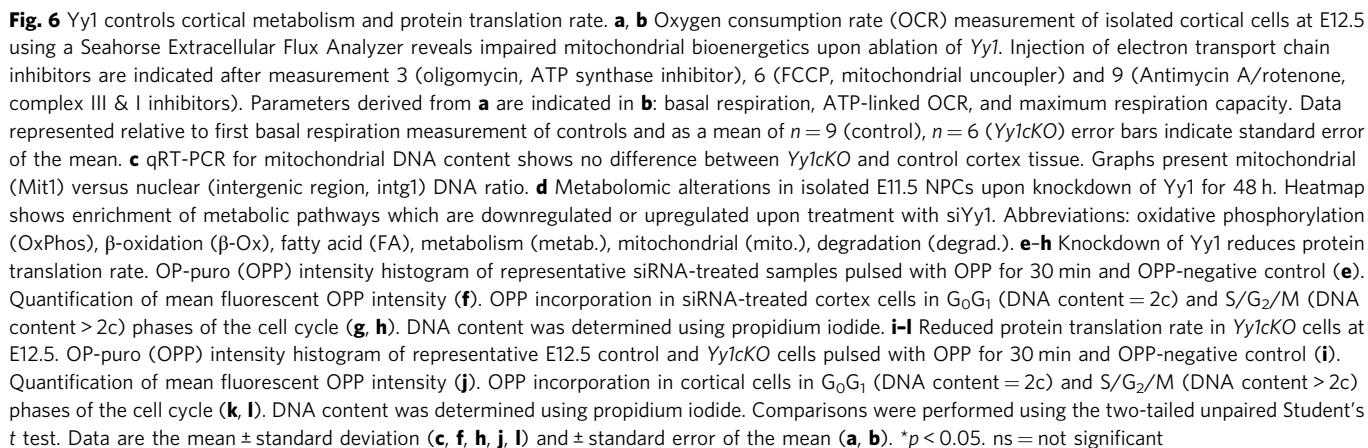 Fig. 6 Yy1 controls cortical metabolism and protein translation rate. a, b Oxygen consumption rate (OCR) measurement of isolated cortical cells at E12.5
using a Seahorse Extracellular Flux Analyzer reveals impaired mitochondrial bioenergetics upon ablation of Yy1. Injection of electron transport chain
inhibitors are indicated after measurement 3 (oligomycin, ATP synthase inhibitor), 6 (FCCP, mitochondrial uncoupler) and 9 (Antimycin A/rotenone,
complex III & I inhibitors). Parameters derived from a are indicated in b: basal respiration, ATP-linked OCR, and maximum respiration capacity. Data
represented relative to first basal respiration measurement of controls and as a mean of n = 9 (control), n = 6 (Yy1cKO) error bars indicate standard error
of the mean. c qRT-PCR for mitochondrial DNA content shows no difference between Yy1cKO and control cortex tissue. Graphs present mitochondrial
(Mit1) versus nuclear (intergenic region, intg1) DNA ratio. d Metabolomic alterations in isolated E11.5 NPCs upon knockdown of Yy1 for 48 h. Heatmap
shows enrichment of metabolic pathways which are downregulated or upregulated upon treatment with siYy1. Abbreviations: oxidative phosphorylation
(OxPhos), β-oxidation (β-Ox), fatty acid (FA), metabolism (metab.), mitochondrial (mito.), degradation (degrad.). e–h Knockdown of Yy1 reduces protein
translation rate. OP-puro (OPP) intensity histogram of representative siRNA-treated samples pulsed with OPP for 30 min and OPP-negative control (e).
Quantification of mean fluorescent OPP intensity (f). OPP incorporation in siRNA-treated cortex cells in G₀G₁ (DNA content = 2c) and S/G₂/M (DNA
content > 2c) phases of the cell cycle (g, h). DNA content was determined using propidium iodide. i–l Reduced protein translation rate in Yy1cKO cells at
E12.5. OP-puro (OPP) intensity histogram of representative E12.5 control and Yy1cKO cells pulsed with OPP for 30 min and OPP-negative control (i).
Quantification of mean fluorescent OPP intensity (j). OPP incorporation in cortical cells in G₀G₁ (DNA content = 2c) and S/G₂/M (DNA content > 2c)
phases of the cell cycle (k, l). DNA content was determined using propidium iodide. Comparisons were performed using the two-tailed unpaired Student's
t test. Data are the mean ± standard deviation (c, f, h, j, l) and ± standard error of the mean (a, b). *p < 0.05. ns = not significant